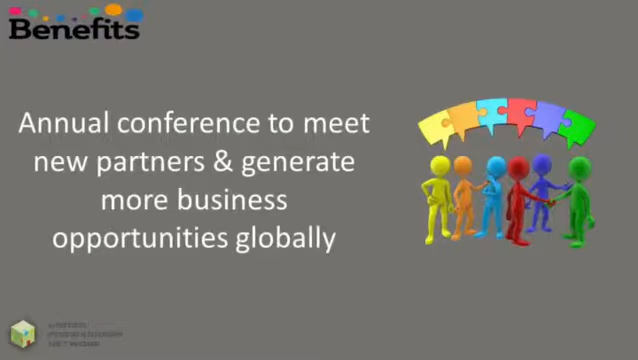 Benefits
Annual conference to meet
new partners & generate
more business
opportunities globally